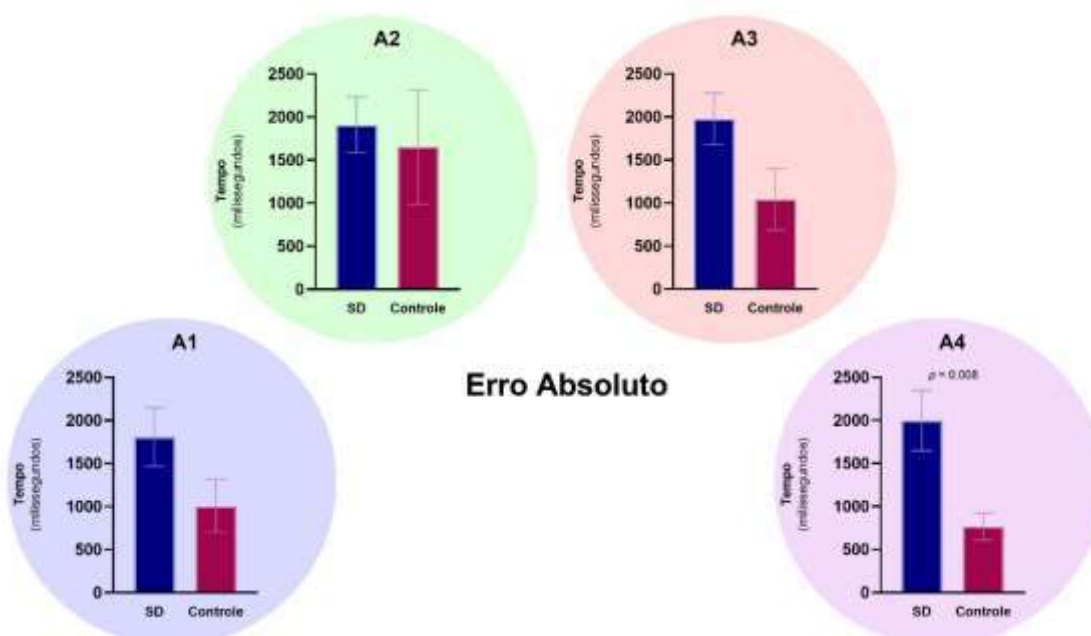 A2
2500
2000
1500
1000
500
0
Tempo
(milissegundos)
SD Controle
A3
2500
2000
1500
1000
500
0
Tempo
(milissegundos)
SD Controle
A1
2500
2000
1500
1000
500
0
Tempo
(milissegundos)
SD Controle
Erro Absoluto
A4
p = 0.008
2500
2000
1500
1000
500
0
Tempo
(milissegundos)
SD Controle